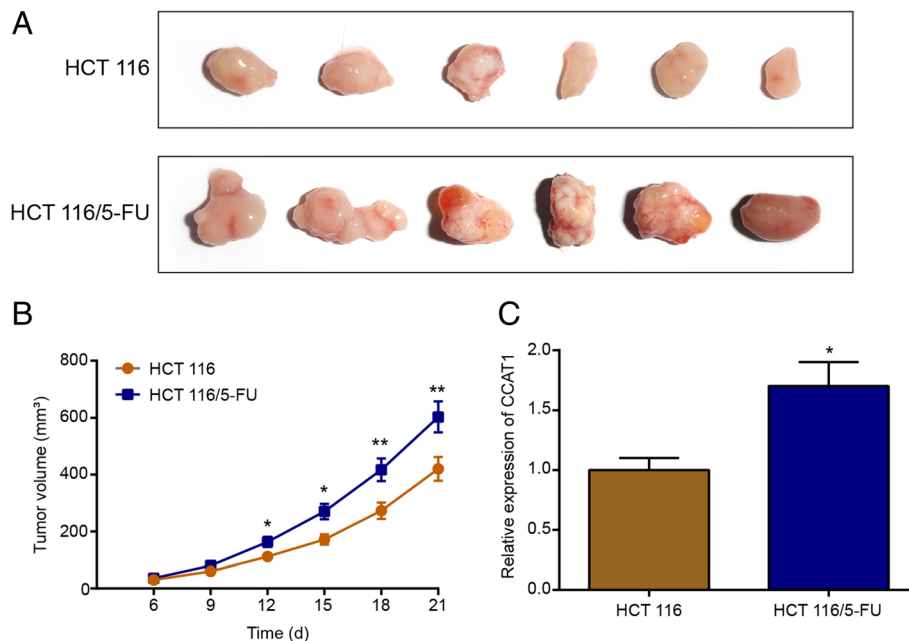 A
HCT 116
HCT 116/5-FU
B
HCT 116
HCT 116/5-FU
Tumor volume (mm³)
800
600
400
200
0
*
*
**
**
6 9 12 15 18 21
Time (d)
C
Relative expression of CCAT1
2.0
1.5
1.0
0.5
0.0
*
HCT 116 HCT 116/5-FU